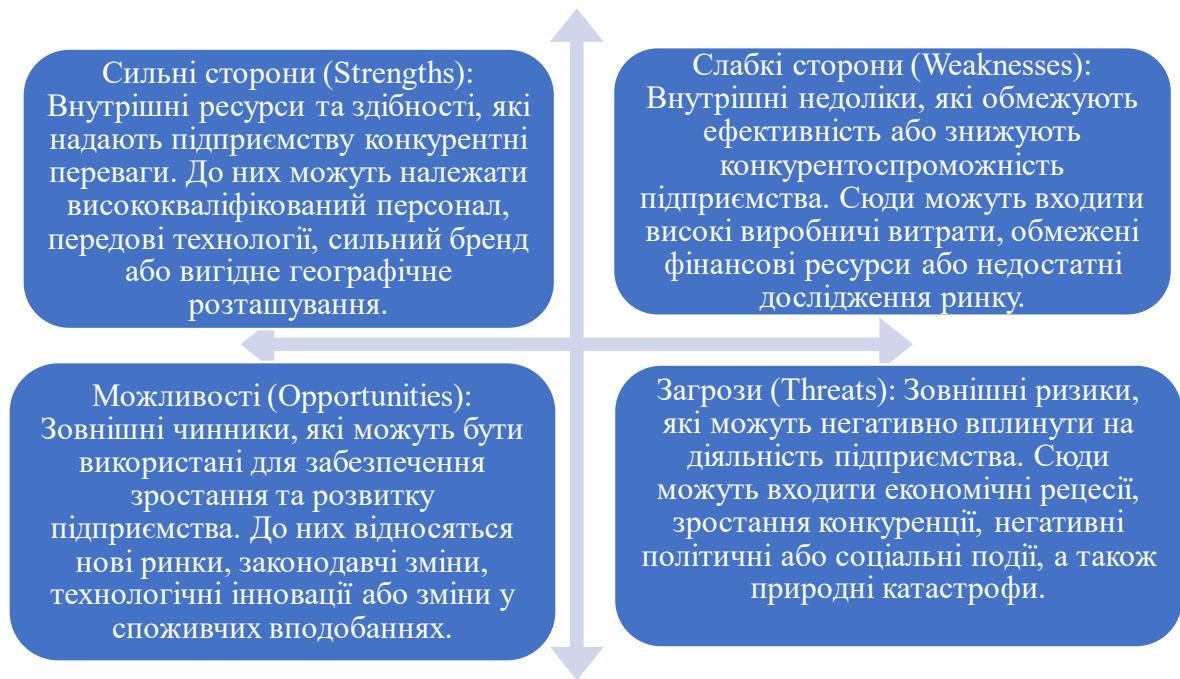 Сильні сторони (Strengths):
Внутрішні ресурси та здібності, які
надають підприємству конкурентні
переваги. До них можуть належати
висококваліфікований персонал,
передові технології, сильний бренд
або вигідне географічне
розташування.
Слабкі сторони (Weaknesses):
Внутрішні недоліки, які обмежують
ефективність або знижують
конкурентоспроможність
підприємства. Сюди можуть входити
високі виробничі витрати, обмежені
фінансові ресурси або недостатні
дослідження ринку.
Можливості (Opportunities):
Зовнішні чинники, які можуть бути
використані для забезпечення
зростання та розвитку
підприємства. До них відносяться
нові ринки, законодавчі зміни,
технологічні інновації або зміни у
споживчих вподобаннях.
Загрози (Threats): Зовнішні ризики,
які можуть негативно вплинути на
діяльність підприємства. Сюди
можуть входити економічні рецесії,
зростання конкуренції, негативні
політичні або соціальні події, а також
природні катастрофи.